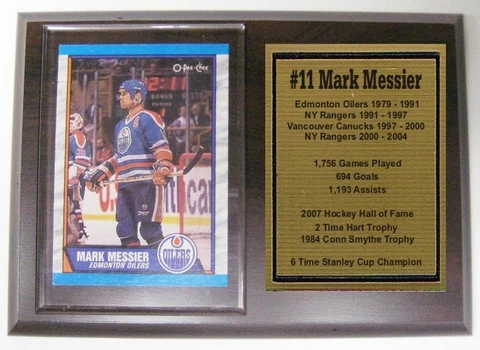 O-Pee-Chee
2:11
MARK MESSIER
EDMONTON OILERS
OILERS
#11 Mark Messier
Edmonton Oilers 1979 - 1991
NY Rangers 1991 - 1997
Vancouver Canucks 1997 - 2000
NY Rangers 2000 - 2004
1,756 Games Played
694 Goals
1,193 Assists
2007 Hockey Hall of Fame
2 Time Hart Trophy
1984 Conn Smythe Trophy
6 Time Stanley Cup Champion